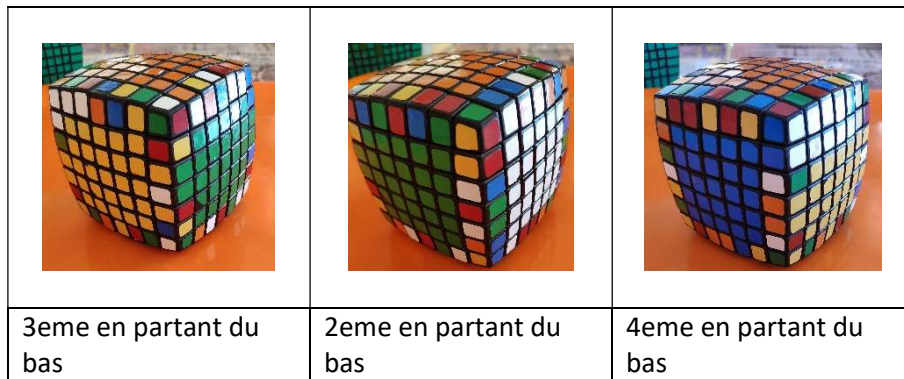 3eme en partant du
bas
2eme en partant du
bas
4eme en partant du
bas